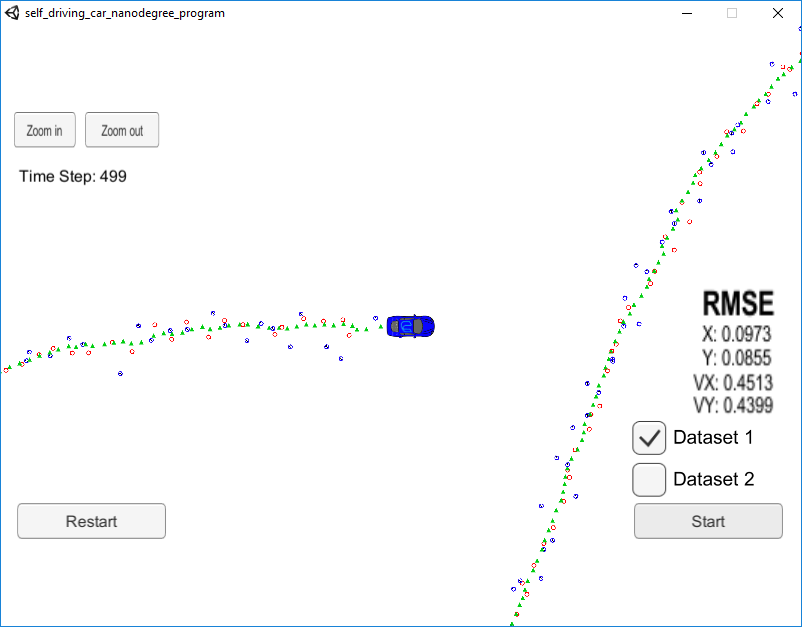 self_driving_car_nanodegree_program
Zoom in
Zoom out
Time Step: 499
RMSE
X: 0.0973
Y: 0.0855
VX: 0.4513
VY: 0.4399
Dataset 1
Dataset 2
Restart
Start